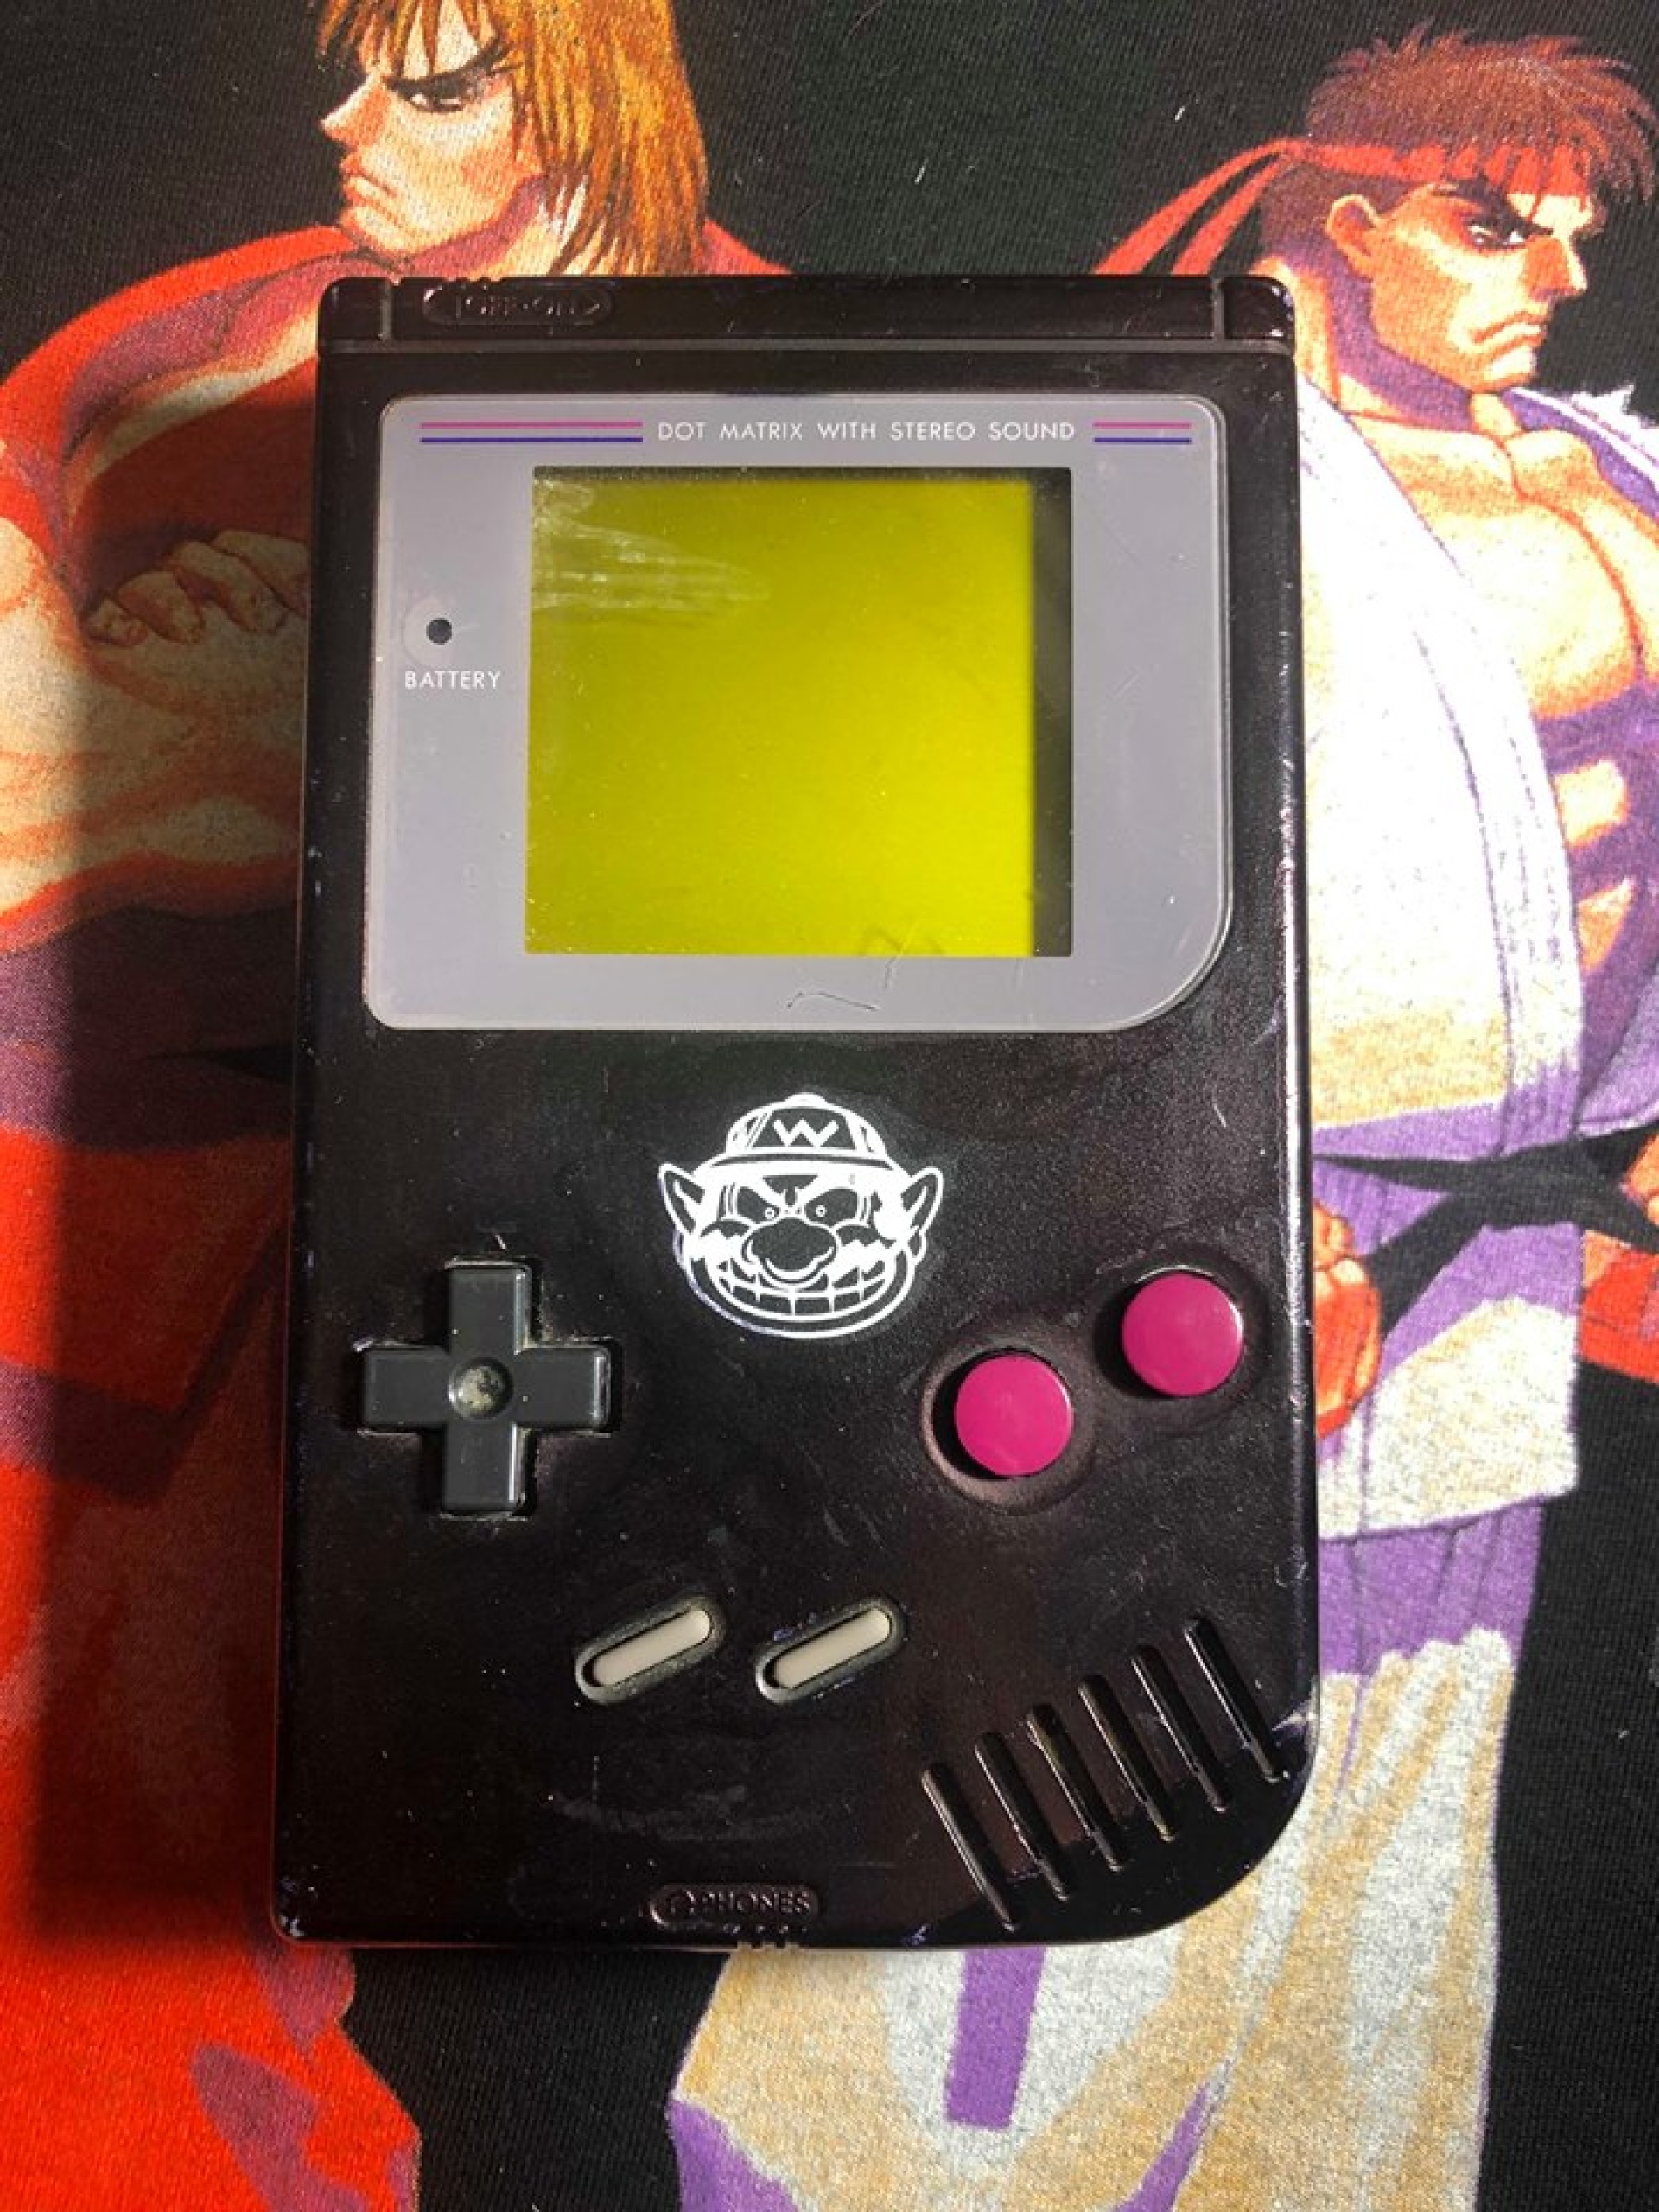 OFF•ON
DOT MATRIX WITH STEREO SOUND
BATTERY
W
PHONES